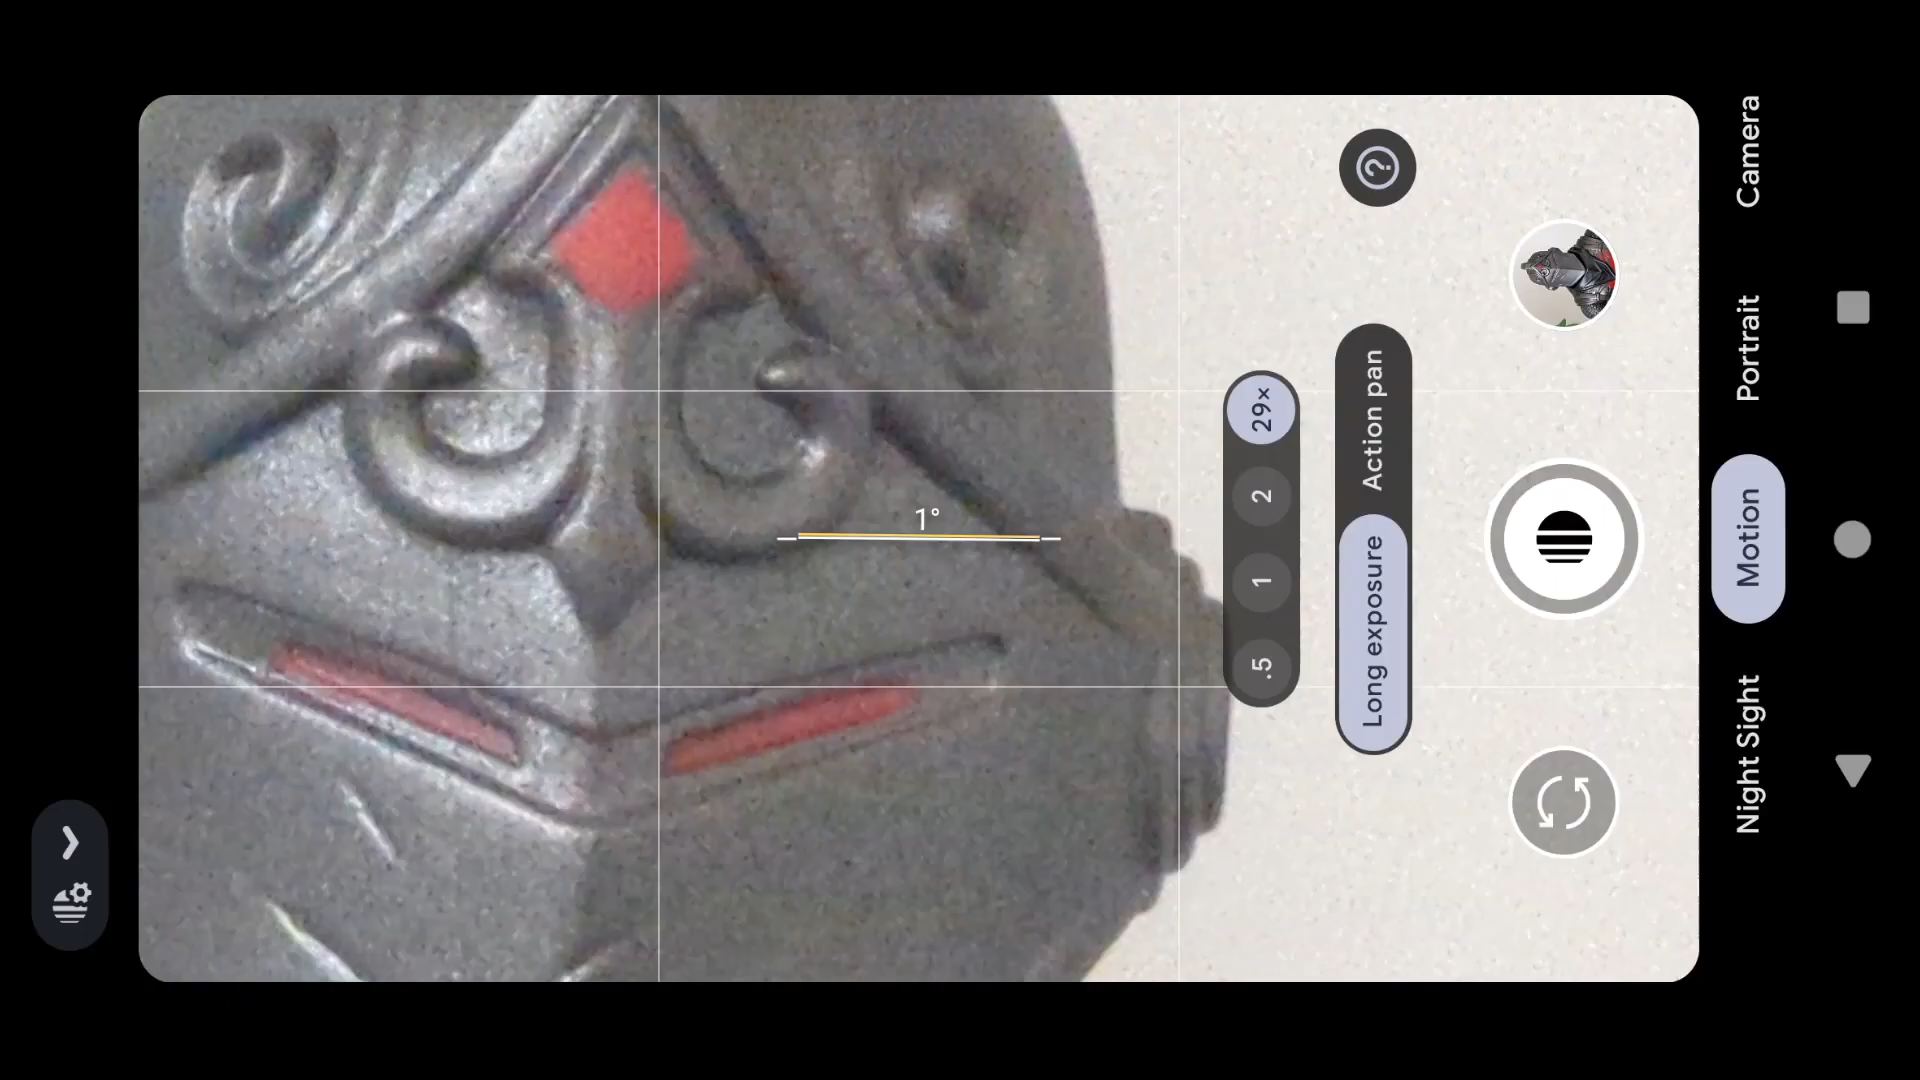 1°
.5 1 2 29×
Long exposure Action pan
Night Sight Motion Portrait Camera